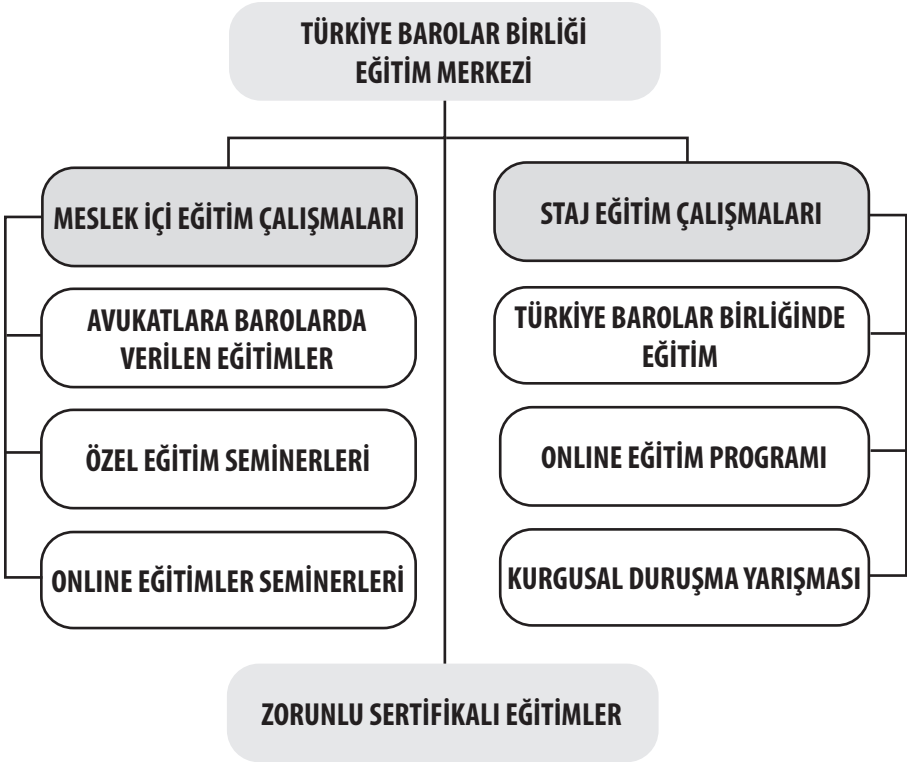 TÜRKİYE BAROLAR BİRLİĞİ
EĞİTİM MERKEZİ
MESLEK İÇİ EĞİTİM ÇALIŞMALARI
AVUKATLARA BAROLARDA
VERİLEN EĞİTİMLER
ÖZEL EĞİTİM SEMİNERLERİ
ONLINE EĞİTİMLER SEMİNERLERİ
STAJ EĞİTİM ÇALIŞMALARI
TÜRKİYE BAROLAR BİRLİĞİNDE
EĞİTİM
ONLINE EĞİTİM PROGRAMI
KURGUSAL DURUŞMA YARIŞMASI
ZORUNLU SERTİFİKALI EĞİTİMLER